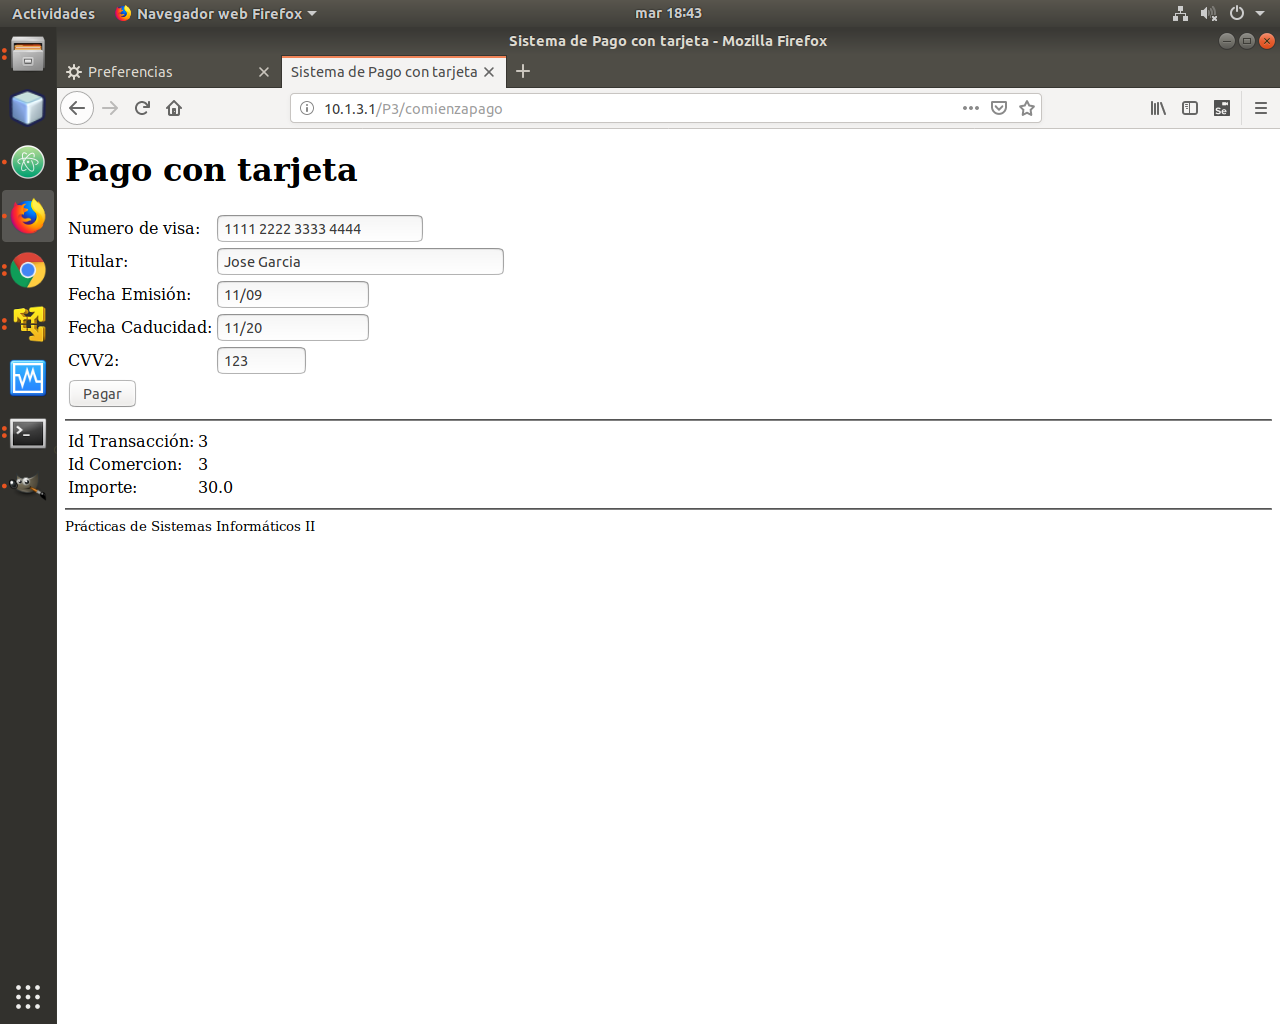 Actividades Navegador web Firefox mar 18:43
Sistema de Pago con tarjeta - Mozilla Firefox
Preferencias Sistema de Pago con tarjeta
10.1.3.1/P3/comienzapago Se
Pago con tarjeta
Numero de visa: 1111 2222 3333 4444
Titular: Jose Garcia
Fecha Emisión: 11/09
Fecha Caducidad: 11/20
CVV2: 123
Pagar
Id Transacción: 3
Id Comercion: 3
Importe: 30.0
Prácticas de Sistemas Informáticos II